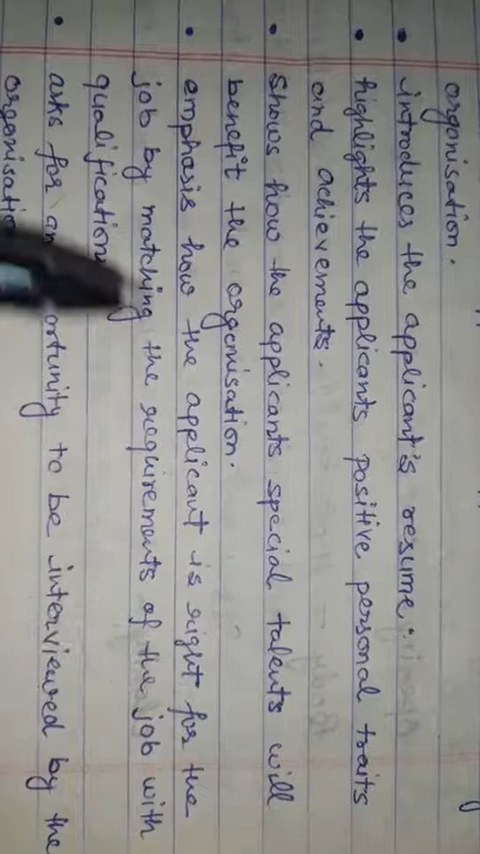 organisation.
• introduces the applicant's resume.
• highlights the applicants positive personal traits
and achievements.
• shows how the applicants special talents will
benefit the organisation.
• emphasis how the applicant is right for the
job by matching the requirements of the job with
qualification
• asks for an ortunity to be interviewed by the
organisatio